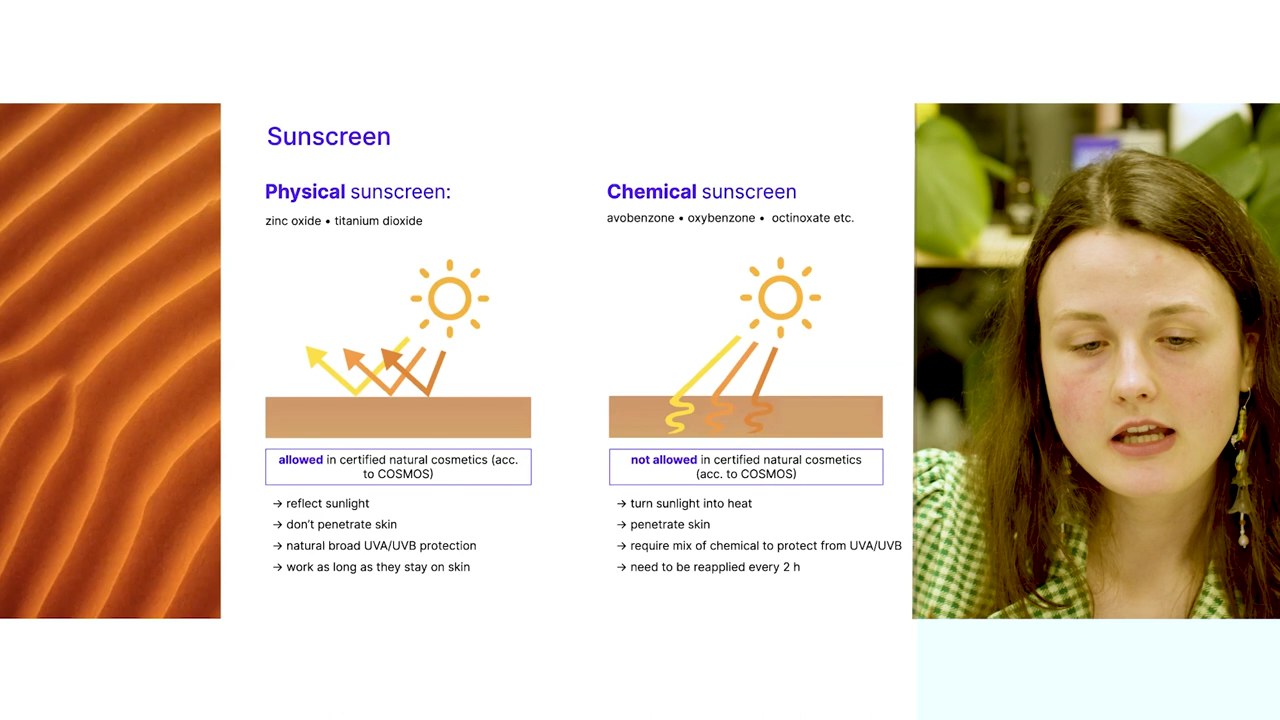 Sunscreen
Physical sunscreen:
zinc oxide • titanium dioxide
allowed in certified natural cosmetics (acc.
to COSMOS)
→ reflect sunlight
→ don't penetrate skin
→ natural broad UVA/UVB protection
→ work as long as they stay on skin
Chemical sunscreen
avobenzone • oxybenzone • octinoxate etc.
not allowed in certified natural cosmetics
(acc. to COSMOS)
→ turn sunlight into heat
→ penetrate skin
→ require mix of chemical to protect from UVA/UVB
→ need to be reapplied every 2 h